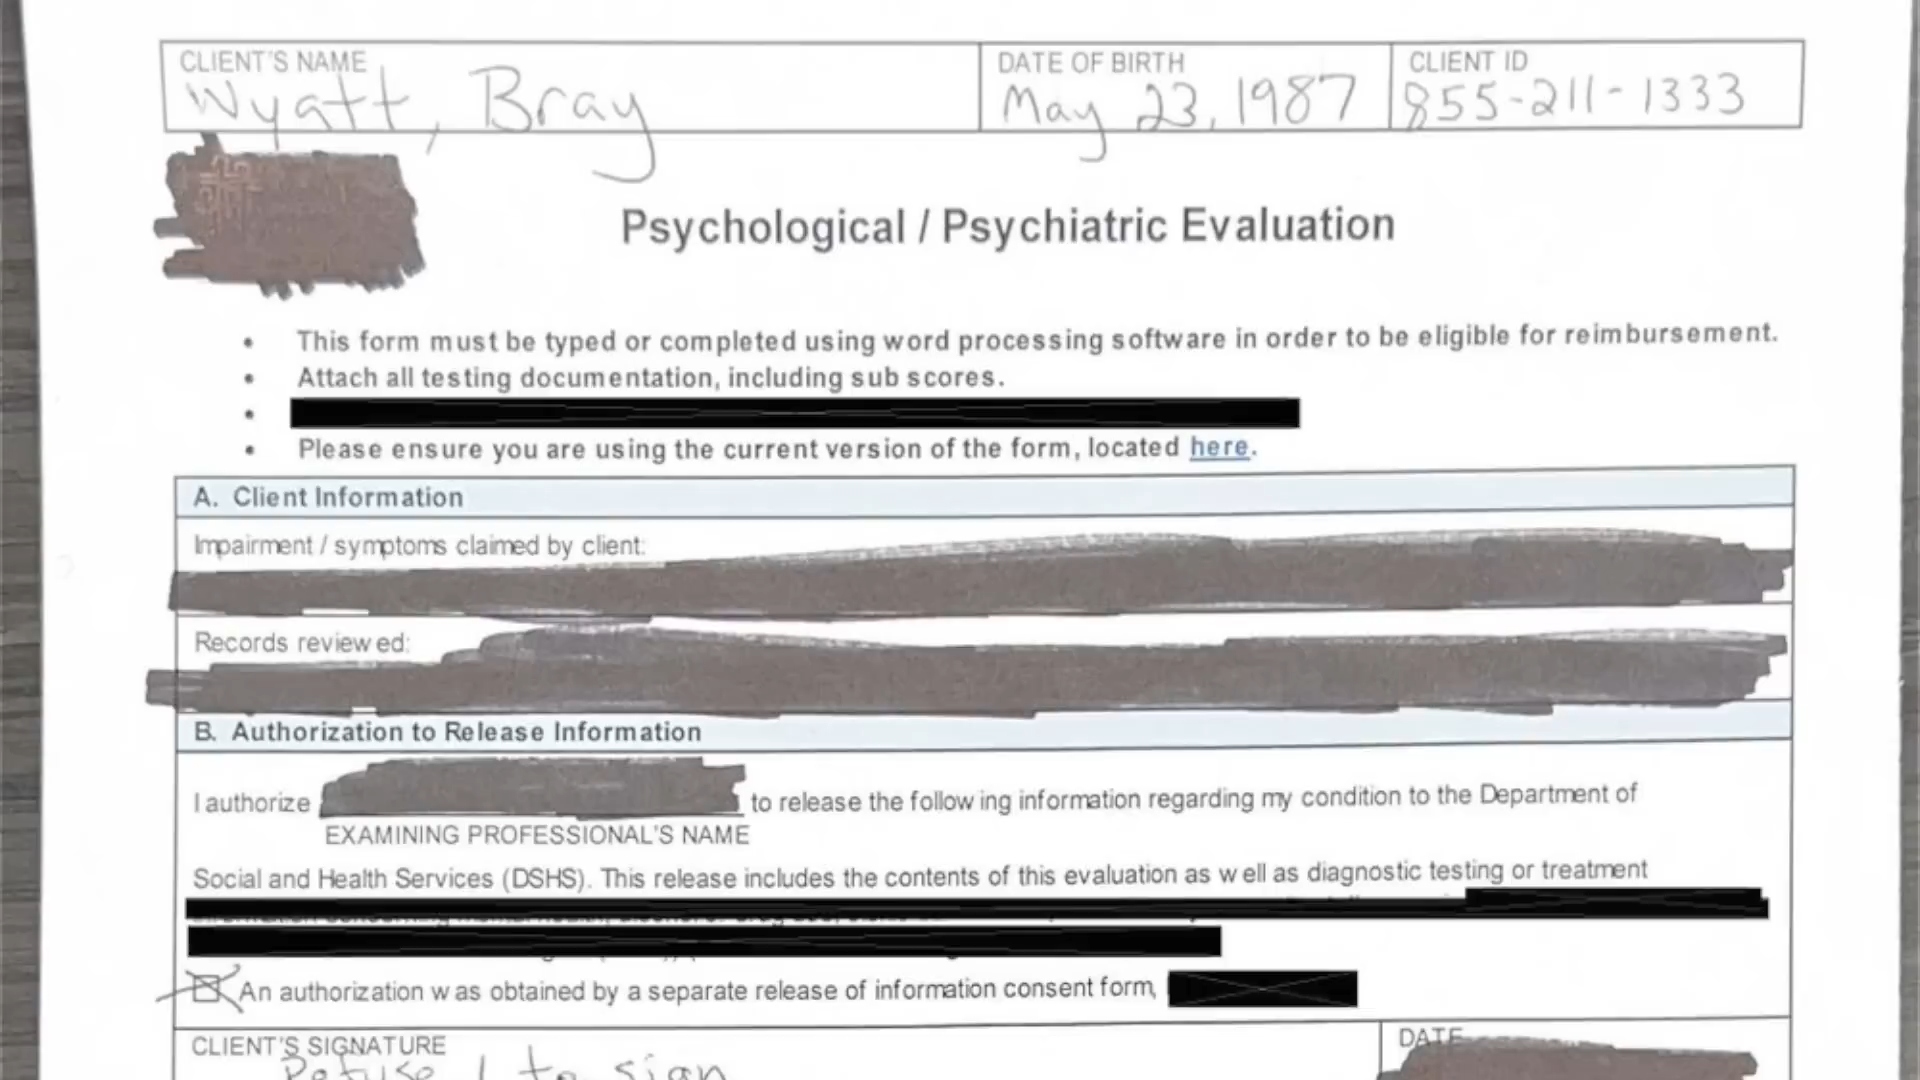 CLIENT'S NAME
Wyatt, Bray
DATE OF BIRTH
May 23, 1987
CLIENT ID
855-211-1333
Psychological / Psychiatric Evaluation
• This form must be typed or completed using word processing software in order to be eligible for reimbursement.
• Attach all testing documentation, including sub scores.
•
• Please ensure you are using the current version of the form, located here.
A. Client Information
Impairment / symptoms claimed by client:
Records reviewed:
B. Authorization to Release Information
I authorize to release the following information regarding my condition to the Department of
EXAMINING PROFESSIONAL'S NAME
Social and Health Services (DSHS). This release includes the contents of this evaluation as well as diagnostic testing or treatment
An authorization was obtained by a separate release of information consent form,
CLIENT'S SIGNATURE
Refused to sign
DATE